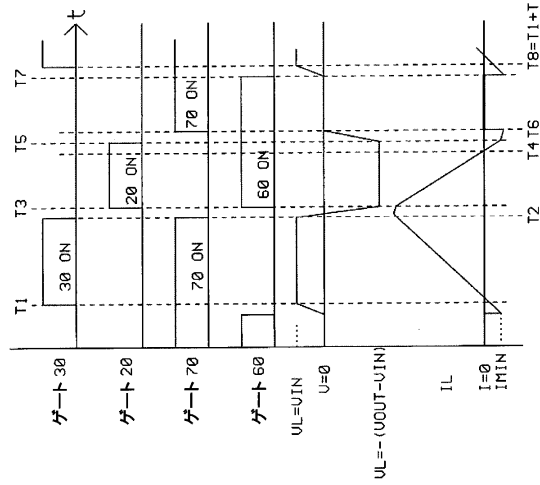 T1 T3 T5 T7
t
ゲート30
30 ON
ゲート20
20 ON
ゲート70
70 ON
70 ON
ゲート60
60 ON
VL=VIN
V=0
VL=-(VOUT-VIN)
IL
I=0
IMIN
T2 T4 T6 T8=T1+T